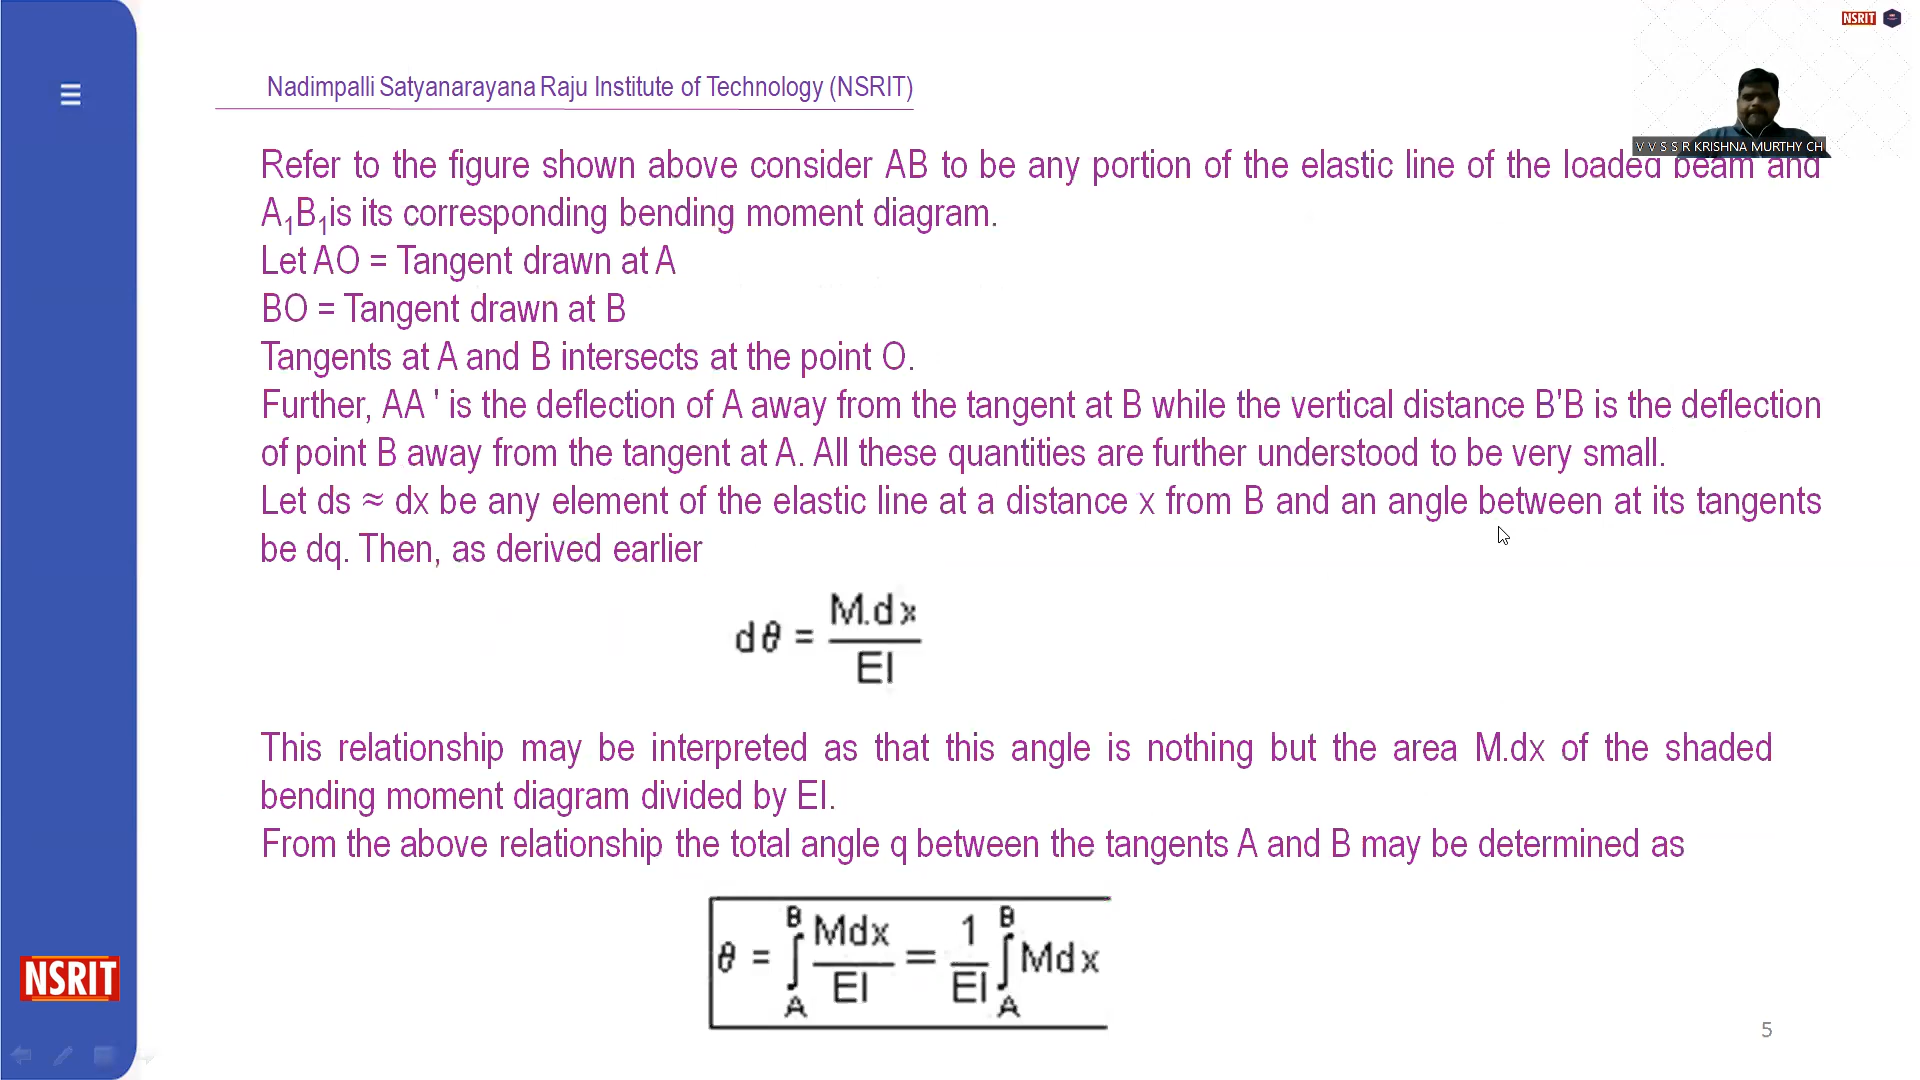 NSRIT
Nadimpalli Satyanarayana Raju Institute of Technology (NSRIT)
V V S S R KRISHNA MURTHY CH
Refer to the figure shown above consider AB to be any portion of the elastic line of the loaded beam and
A₁B₁is its corresponding bending moment diagram.
Let AO = Tangent drawn at A
BO = Tangent drawn at B
Tangents at A and B intersects at the point O.
Further, AA ' is the deflection of A away from the tangent at B while the vertical distance B'B is the deflection
of point B away from the tangent at A. All these quantities are further understood to be very small.
Let ds ≈ dx be any element of the elastic line at a distance x from B and an angle between at its tangents
be dq. Then, as derived earlier
dθ = M.dx / EI
This relationship may be interpreted as that this angle is nothing but the area M.dx of the shaded
bending moment diagram divided by EI.
From the above relationship the total angle q between the tangents A and B may be determined as
θ = ∫_A^B Mdx / EI = 1 / EI ∫_A^B Mdx
NSRIT
5